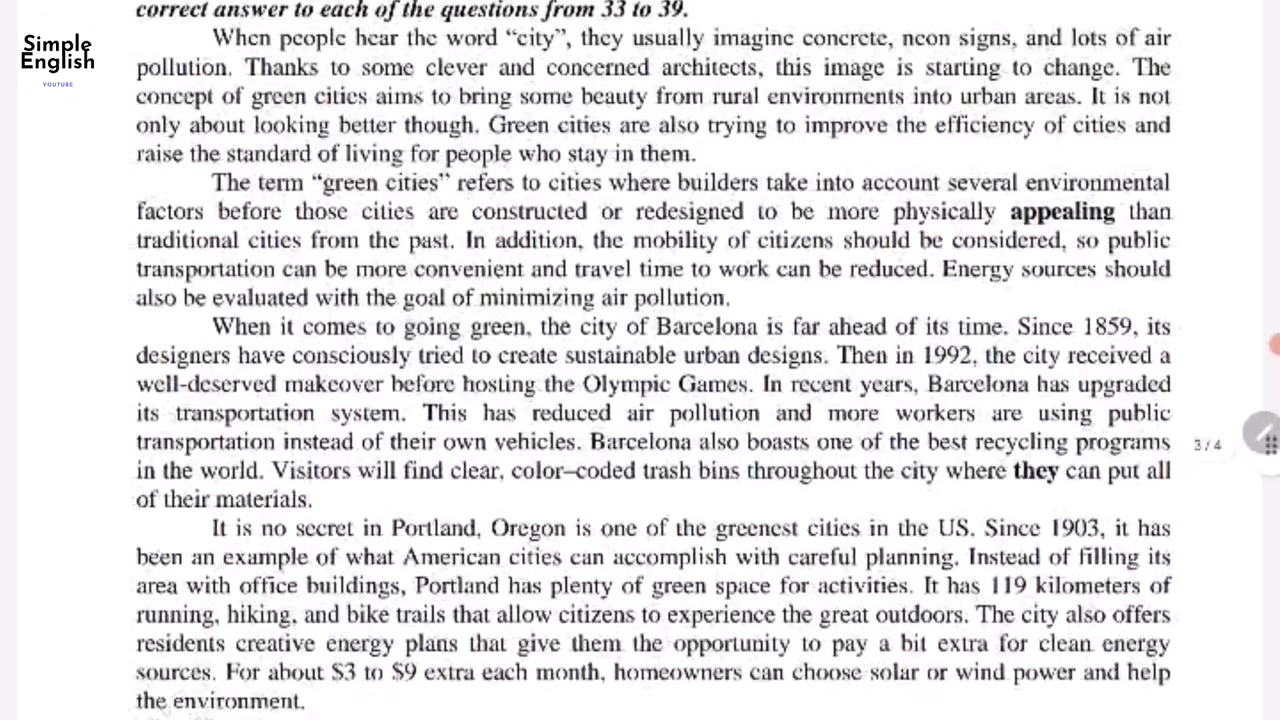 correct answer to each of the questions from 33 to 39.
Simple
English
YOUTUBE
When people hear the word “city”, they usually imagine concrete, neon signs, and lots of air
pollution. Thanks to some clever and concerned architects, this image is starting to change. The
concept of green cities aims to bring some beauty from rural environments into urban areas. It is not
only about looking better though. Green cities are also trying to improve the efficiency of cities and
raise the standard of living for people who stay in them.
The term “green cities” refers to cities where builders take into account several environmental
factors before those cities are constructed or redesigned to be more physically appealing than
traditional cities from the past. In addition, the mobility of citizens should be considered, so public
transportation can be more convenient and travel time to work can be reduced. Energy sources should
also be evaluated with the goal of minimizing air pollution.
When it comes to going green, the city of Barcelona is far ahead of its time. Since 1859, its
designers have consciously tried to create sustainable urban designs. Then in 1992, the city received a
well-deserved makeover before hosting the Olympic Games. In recent years, Barcelona has upgraded
its transportation system. This has reduced air pollution and more workers are using public
transportation instead of their own vehicles. Barcelona also boasts one of the best recycling programs
in the world. Visitors will find clear, color–coded trash bins throughout the city where they can put all
of their materials.
3/4
It is no secret in Portland, Oregon is one of the greenest cities in the US. Since 1903, it has
been an example of what American cities can accomplish with careful planning. Instead of filling its
area with office buildings, Portland has plenty of green space for activities. It has 119 kilometers of
running, hiking, and bike trails that allow citizens to experience the great outdoors. The city also offers
residents creative energy plans that give them the opportunity to pay a bit extra for clean energy
sources. For about $3 to $9 extra each month, homeowners can choose solar or wind power and help
the environment.